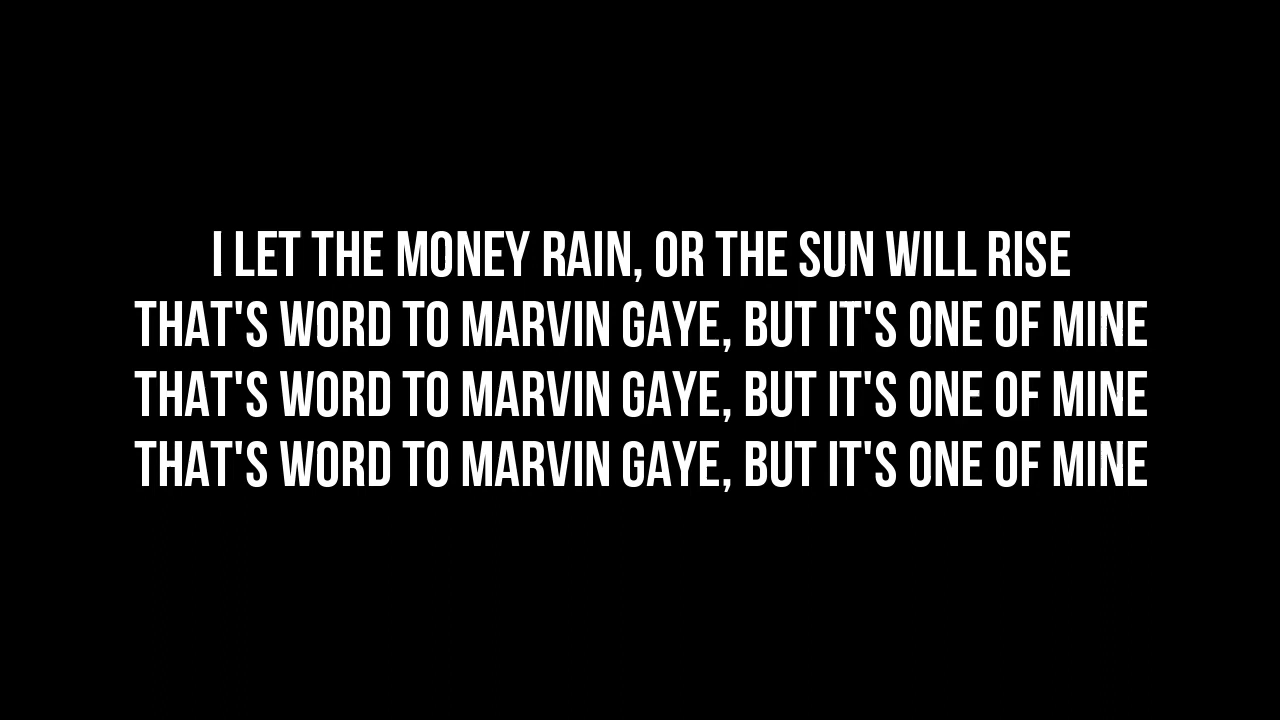 I LET THE MONEY RAIN, OR THE SUN WILL RISE
THAT'S WORD TO MARVIN GAYE, BUT IT'S ONE OF MINE
THAT'S WORD TO MARVIN GAYE, BUT IT'S ONE OF MINE
THAT'S WORD TO MARVIN GAYE, BUT IT'S ONE OF MINE